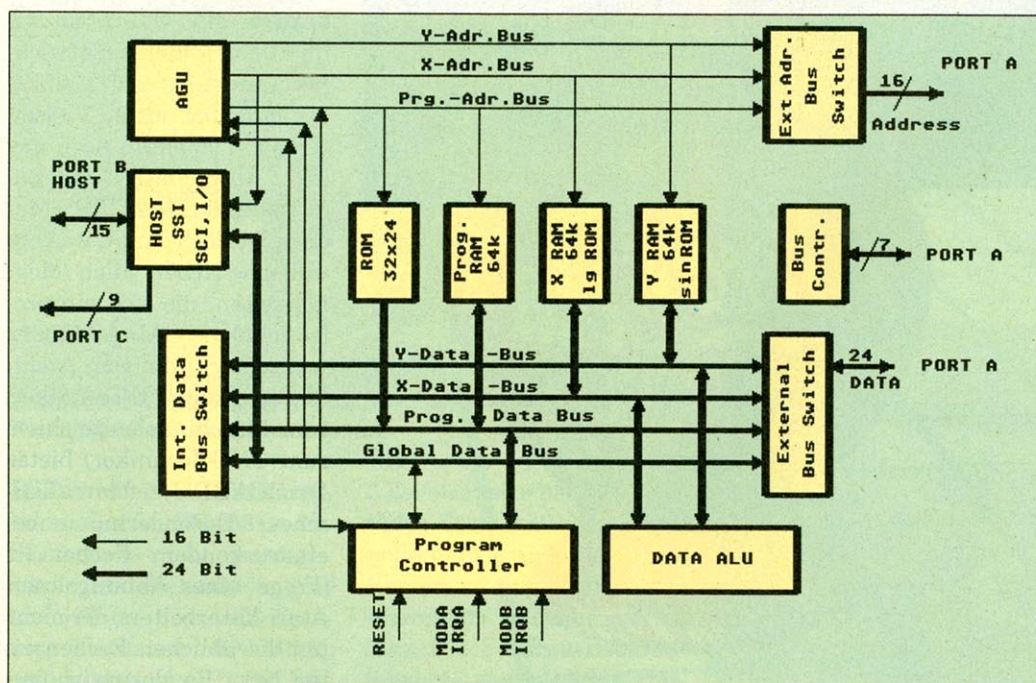 Y-Adr.Bus
X-Adr.Bus
Prg.-Adr.Bus
AGU
Ext.Adr.
Bus
Switch
PORT A
16
Address
PORT B
HOST
15
HOST
SSI
SCI,I/O
9
PORT C
ROM
32x24
Prog.
RAM
64k
X RAM
64k
lg ROM
Y RAM
64k
sinROM
Bus
Contr.
7
PORT A
Int. Data
Bus Switch
Y-Data -Bus
X-Data -Bus
Prog. Data Bus
Global Data Bus
External
Bus Switch
24
DATA
PORT A
16 Bit
24 Bit
Program
Controller
DATA ALU
RESET
MODA
IRQA
MODB
IRQB